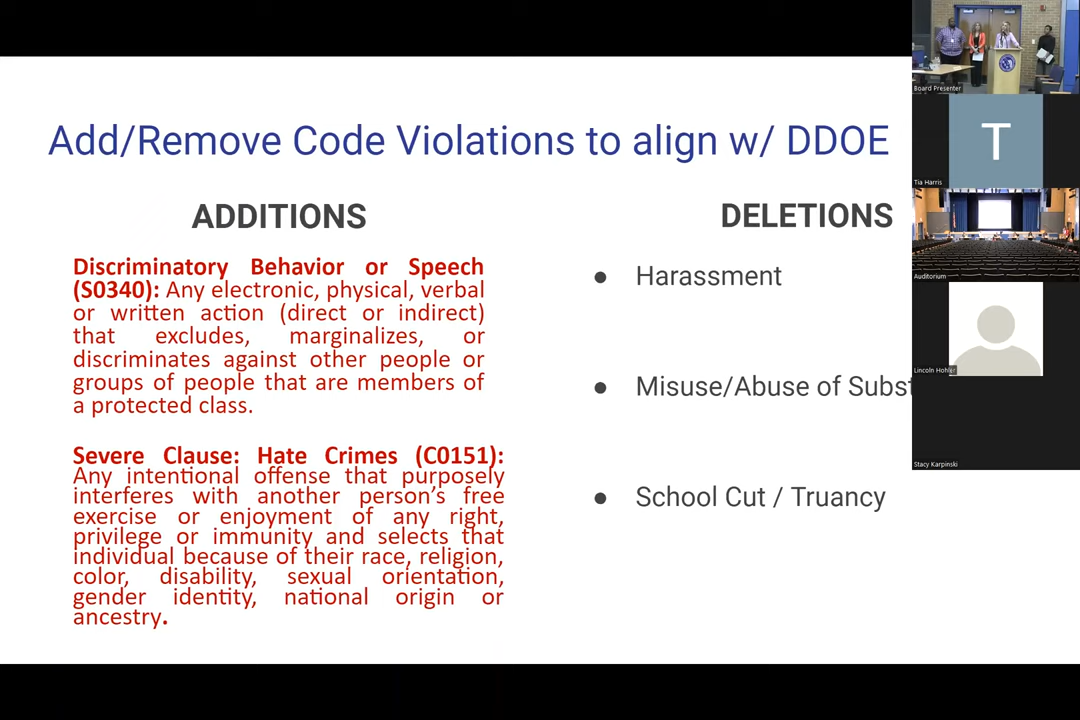 Add/Remove Code Violations to align w/ DDOE
ADDITIONS
Discriminatory Behavior or Speech
(S0340): Any electronic, physical, verbal
or written action (direct or indirect)
that excludes, marginalizes, or
discriminates against other people or
groups of people that are members of
a protected class.
Severe Clause: Hate Crimes (C0151):
Any intentional offense that purposely
interferes with another person's free
exercise or enjoyment of any right,
privilege or immunity and selects that
individual because of their race, religion,
color, disability, sexual orientation,
gender identity, national origin or
ancestry.
DELETIONS
● Harassment
● Misuse/Abuse of Subst
● School Cut / Truancy
Board Presenter
T
Tia Harris
Auditorium
Lincoln Hohler
Stacy Karpinski